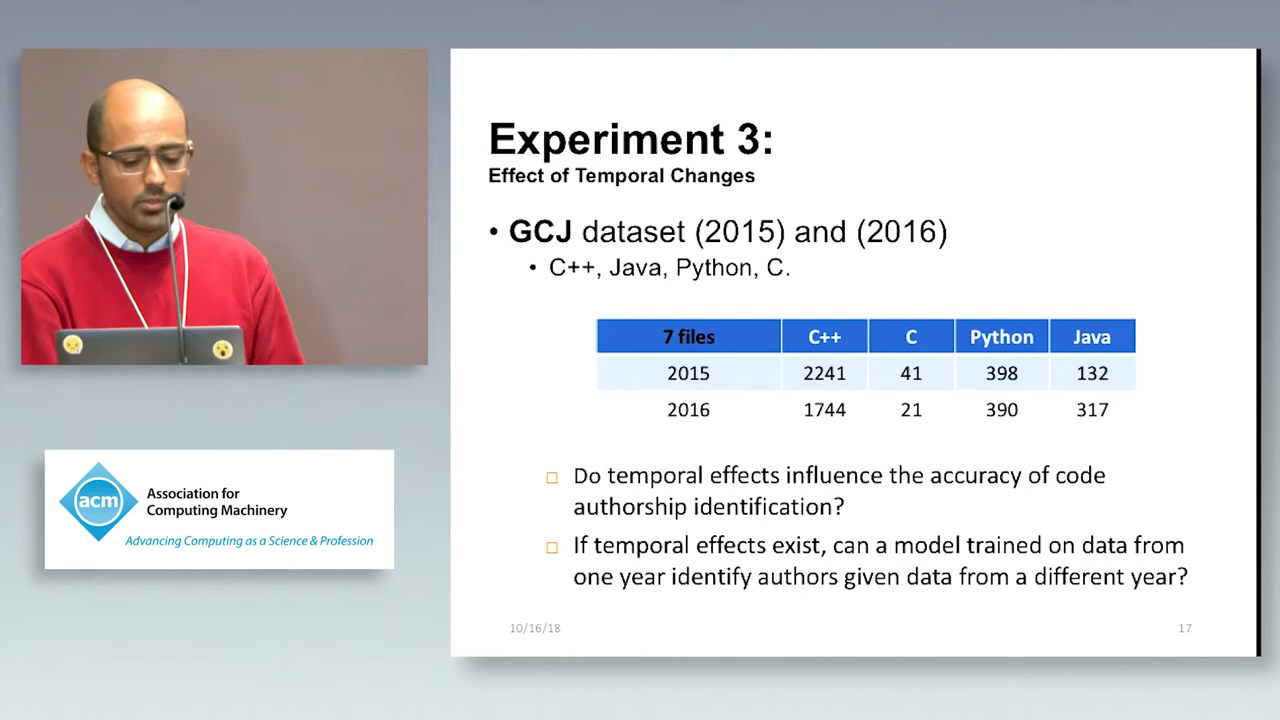 Experiment 3:
Effect of Temporal Changes
• GCJ dataset (2015) and (2016)
• C++, Java, Python, C.
7 files C++ C Python Java
2015 2241 41 398 132
2016 1744 21 390 317
Do temporal effects influence the accuracy of code
authorship identification?
If temporal effects exist, can a model trained on data from
one year identify authors given data from a different year?
10/16/18
17
acm
Association for
Computing Machinery
Advancing Computing as a Science & Profession